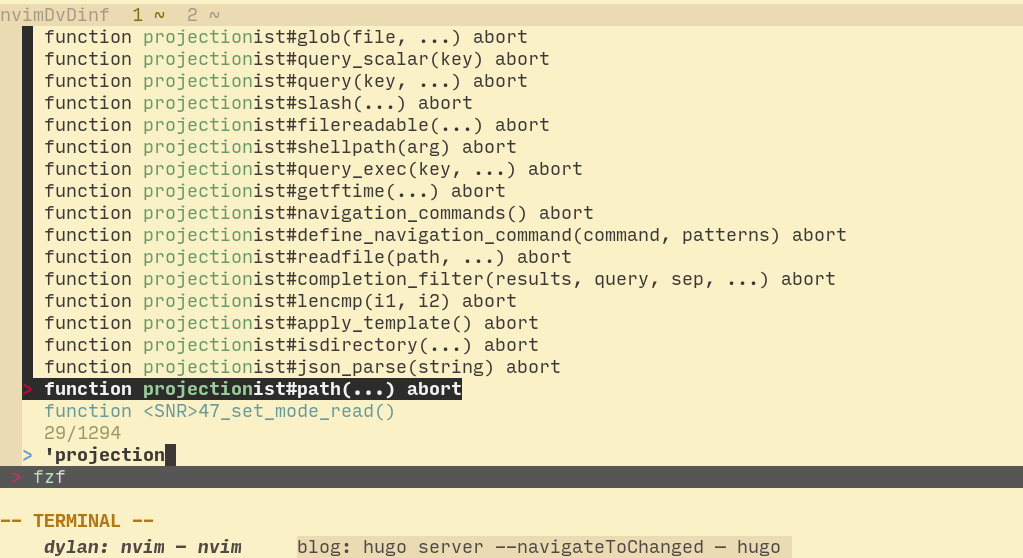 nvimDvDinf  1 ~  2 ~
function projectionist#glob(file, ...) abort
function projectionist#query_scalar(key) abort
function projectionist#query(key, ...) abort
function projectionist#slash(...) abort
function projectionist#filereadable(...) abort
function projectionist#shellpath(arg) abort
function projectionist#query_exec(key, ...) abort
function projectionist#getftime(...) abort
function projectionist#navigation_commands() abort
function projectionist#define_navigation_command(command, patterns) abort
function projectionist#readfile(path, ...) abort
function projectionist#completion_filter(results, query, sep, ...) abort
function projectionist#lencmp(i1, i2) abort
function projectionist#apply_template() abort
function projectionist#isdirectory(...) abort
function projectionist#json_parse(string) abort
> function projectionist#path(...) abort
function <SNR>47_set_mode_read()
29/1294
> 'projection
> fzf
-- TERMINAL --
dylan: nvim — nvim     blog: hugo server --navigateToChanged — hugo